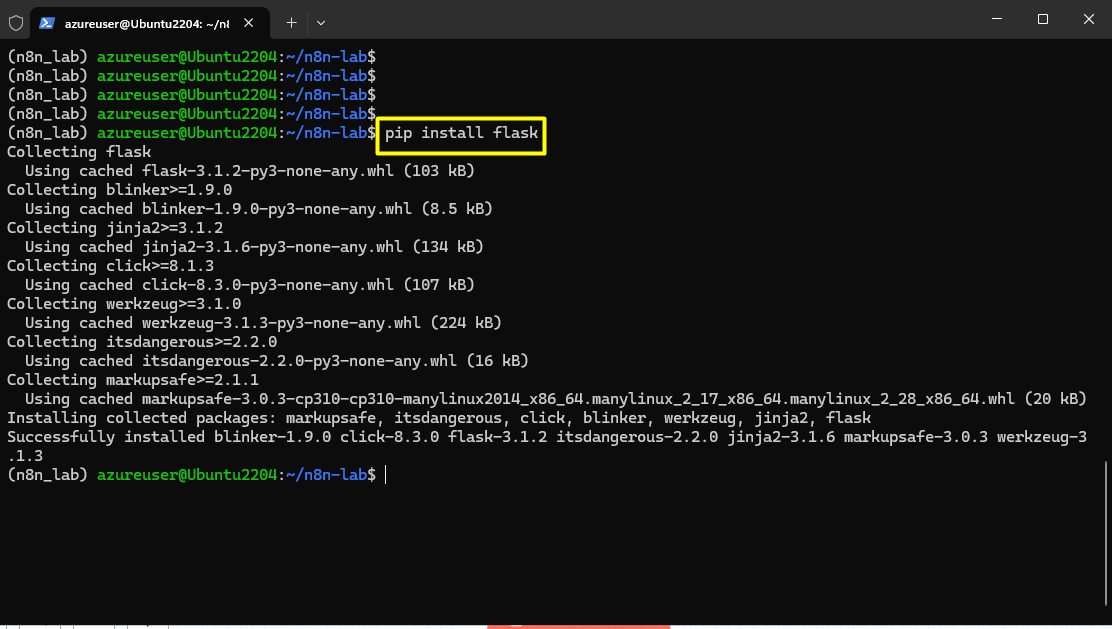 azureuser@Ubuntu2204: ~/n8
(n8n_lab) azureuser@Ubuntu2204:~/n8n-lab$
(n8n_lab) azureuser@Ubuntu2204:~/n8n-lab$
(n8n_lab) azureuser@Ubuntu2204:~/n8n-lab$
(n8n_lab) azureuser@Ubuntu2204:~/n8n-lab$
(n8n_lab) azureuser@Ubuntu2204:~/n8n-lab$ pip install flask
Collecting flask
  Using cached flask-3.1.2-py3-none-any.whl (103 kB)
Collecting blinker>=1.9.0
  Using cached blinker-1.9.0-py3-none-any.whl (8.5 kB)
Collecting jinja2>=3.1.2
  Using cached jinja2-3.1.6-py3-none-any.whl (134 kB)
Collecting click>=8.1.3
  Using cached click-8.3.0-py3-none-any.whl (107 kB)
Collecting werkzeug>=3.1.0
  Using cached werkzeug-3.1.3-py3-none-any.whl (224 kB)
Collecting itsdangerous>=2.2.0
  Using cached itsdangerous-2.2.0-py3-none-any.whl (16 kB)
Collecting markupsafe>=2.1.1
  Using cached markupsafe-3.0.3-cp310-cp310-manylinux2014_x86_64.manylinux_2_17_x86_64.manylinux_2_28_x86_64.whl (20 kB)
Installing collected packages: markupsafe, itsdangerous, click, blinker, werkzeug, jinja2, flask
Successfully installed blinker-1.9.0 click-8.3.0 flask-3.1.2 itsdangerous-2.2.0 jinja2-3.1.6 markupsafe-3.0.3 werkzeug-3
.1.3
(n8n_lab) azureuser@Ubuntu2204:~/n8n-lab$